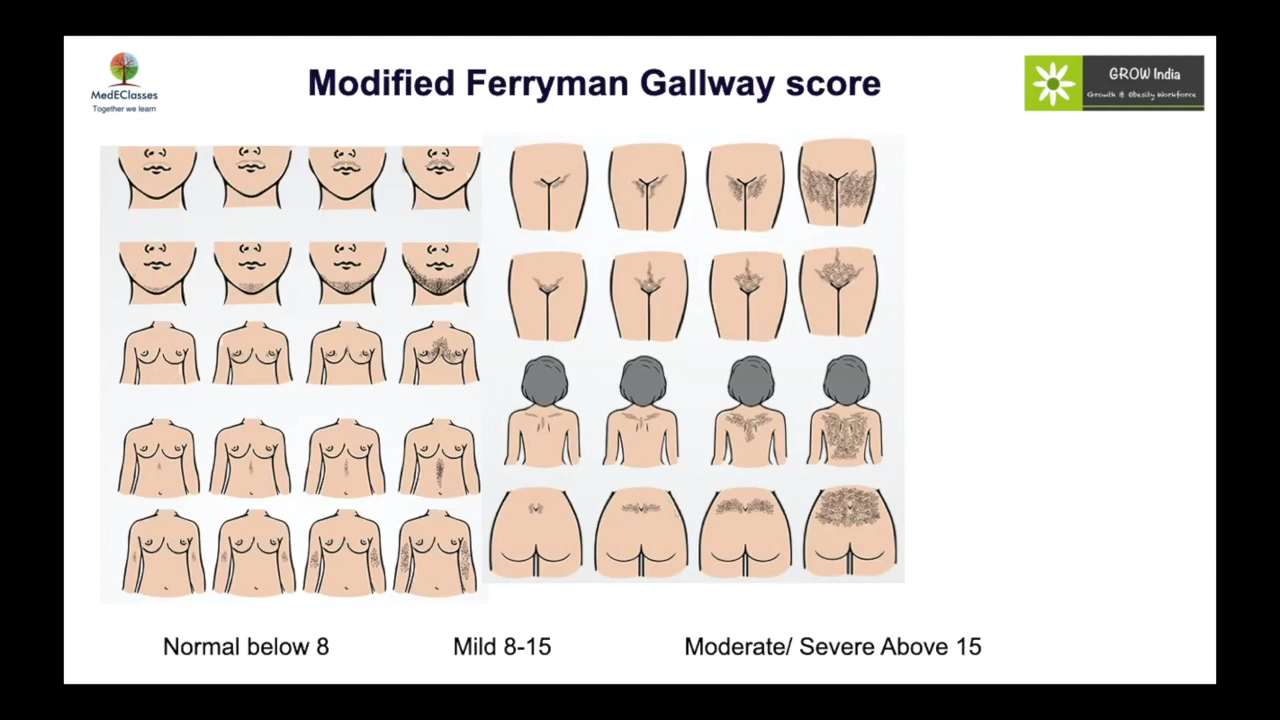 MedEClasses
Together we learn
Modified Ferryman Gallway score
GROW India
Growth & Obesity Workforce
Normal below 8
Mild 8-15
Moderate/ Severe Above 15